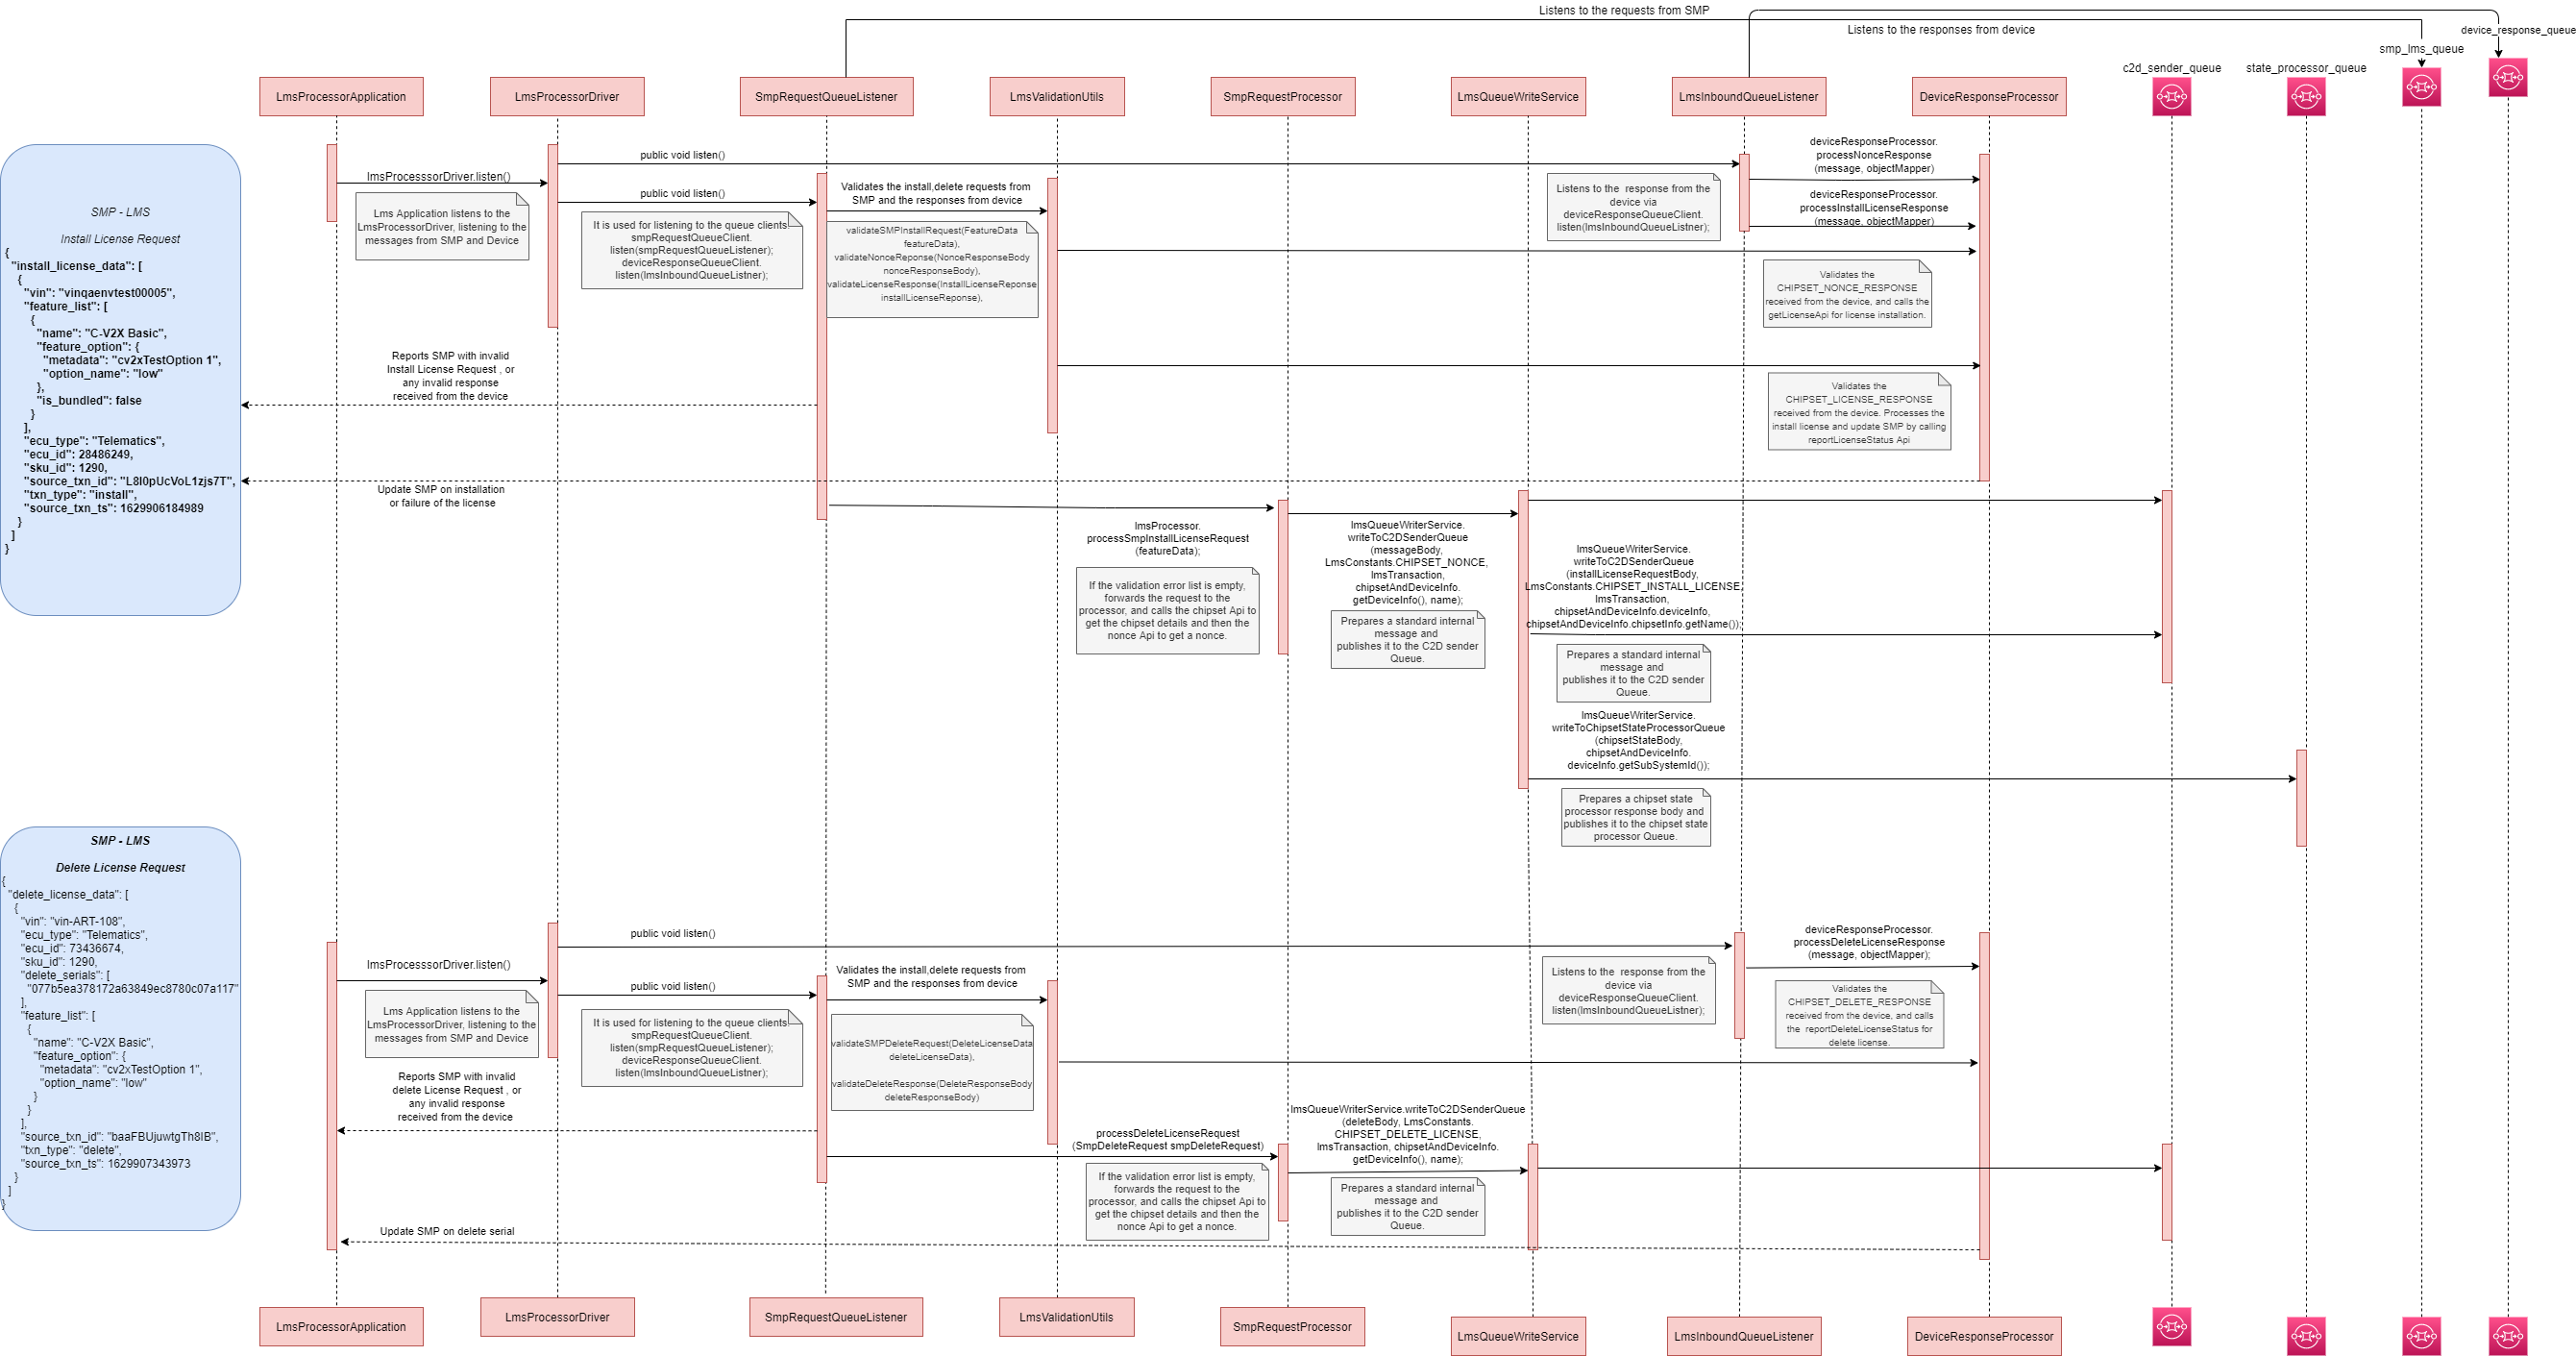 Listens to the requests from SMP
Listens to the responses from device
device_response_queue
smp_lms_queue
c2d_sender_queue
state_processor_queue
LmsProcessorApplication
LmsProcessorDriver
SmpRequestQueueListener
LmsValidationUtils
SmpRequestProcessor
LmsQueueWriteService
LmsInboundQueueListener
DeviceResponseProcessor
SMP - LMS
Install License Request
{
"install_license_data": [
{
"vin": "vinqaenvtest00005",
"feature_list": [
{
"name": "C-V2X Basic",
"feature_option": {
"metadata": "cv2xTestOption 1",
"option_name": "low"
},
"is_bundled": false
}
],
"ecu_type": "Telematics",
"ecu_id": 28486249,
"sku_id": 1290,
"source_txn_id": "L8I0pUcVoL1zjs7T",
"txn_type": "install",
"source_txn_ts": 1629906184989
}
]
}
lmsProcesssorDriver.listen()
Lms Application listens to the
LmsProcessorDriver, listening to the
messages from SMP and Device
public void listen()
public void listen()
It is used for listening to the queue clients
smpRequestQueueClient.
listen(smpRequestQueueListener);
deviceResponseQueueClient.
listen(lmsInboundQueueListner);
Validates the install,delete requests from
SMP and the responses from device
validateSMPInstallRequest(FeatureData
featureData),
validateNonceReponse(NonceResponseBody
nonceResponseBody),
validateLicenseResponse(InstallLicenseReponse
installLicenseReponse),
Listens to the  response from the
device via
deviceResponseQueueClient.
listen(lmsInboundQueueListner);
deviceResponseProcessor.
processNonceResponse
(message, objectMapper)
deviceResponseProcessor.
processInstallLicenseResponse
(message, objectMapper)
Validates the
CHIPSET_NONCE_RESPONSE
received from the device, and calls the
getLicenseApi for license installation.
Validates the
CHIPSET_LICENSE_RESPONSE
received from the device. Processes the
install license and update SMP by calling
reportLicenseStatus Api
Reports SMP with invalid
Install License Request , or
any invalid response
received from the device
Update SMP on installation
or failure of the license
lmsProcessor.
processSmpInstallLicenseRequest
(featureData);
If the validation error list is empty,
forwards the request to the
processor, and calls the chipset Api to
get the chipset details and then the
nonce Api to get a nonce.
lmsQueueWriterService.
writeToC2DSenderQueue
(messageBody,
LmsConstants.CHIPSET_NONCE,
lmsTransaction,
chipsetAndDeviceInfo.
getDeviceInfo(), name);
Prepares a standard internal
message and
publishes it to the C2D sender
Queue.
lmsQueueWriterService.
writeToC2DSenderQueue
(installLicenseRequestBody,
LmsConstants.CHIPSET_INSTALL_LICENSE,
lmsTransaction,
chipsetAndDeviceInfo.deviceInfo,
chipsetAndDeviceInfo.chipsetInfo.getName());
Prepares a standard internal
message and
publishes it to the C2D sender
Queue.
lmsQueueWriterService.
writeToChipsetStateProcessorQueue
(chipsetStateBody,
chipsetAndDeviceInfo.
deviceInfo.getSubSystemId());
Prepares a chipset state
processor response body and
publishes it to the chipset state
processor Queue.
SMP - LMS
Delete License Request
{
"delete_license_data": [
{
"vin": "vin-ART-108",
"ecu_type": "Telematics",
"ecu_id": 73436674,
"sku_id": 1290,
"delete_serials": [
"077b5ea378172a63849ec8780c07a117"
],
"feature_list": [
{
"name": "C-V2X Basic",
"feature_option": {
"metadata": "cv2xTestOption 1",
"option_name": "low"
}
}
],
"source_txn_id": "baaFBUjuwtgTh8IB",
"txn_type": "delete",
"source_txn_ts": 1629907343973
}
]
}
lmsProcesssorDriver.listen()
Lms Application listens to the
LmsProcessorDriver, listening to the
messages from SMP and Device
public void listen()
public void listen()
It is used for listening to the queue clients
smpRequestQueueClient.
listen(smpRequestQueueListener);
deviceResponseQueueClient.
listen(lmsInboundQueueListner);
Validates the install,delete requests from
SMP and the responses from device
validateSMPDeleteRequest(DeleteLicenseData
deleteLicenseData),
validateDeleteResponse(DeleteResponseBody
deleteResponseBody)
Listens to the  response from the
device via
deviceResponseQueueClient.
listen(lmsInboundQueueListner);
deviceResponseProcessor.
processDeleteLicenseResponse
(message, objectMapper);
Validates the
CHIPSET_DELETE_RESPONSE
received from the device, and calls
the  reportDeleteLicenseStatus for
delete license.
Reports SMP with invalid
delete License Request , or
any invalid response
received from the device
processDeleteLicenseRequest
(SmpDeleteRequest smpDeleteRequest)
If the validation error list is empty,
forwards the request to the
processor, and calls the chipset Api to
get the chipset details and then the
nonce Api to get a nonce.
lmsQueueWriterService.writeToC2DSenderQueue
(deleteBody, LmsConstants.
CHIPSET_DELETE_LICENSE,
lmsTransaction, chipsetAndDeviceInfo.
getDeviceInfo(), name);
Prepares a standard internal
message and
publishes it to the C2D sender
Queue.
Update SMP on delete serial
LmsProcessorApplication
LmsProcessorDriver
SmpRequestQueueListener
LmsValidationUtils
SmpRequestProcessor
LmsQueueWriteService
LmsInboundQueueListener
DeviceResponseProcessor